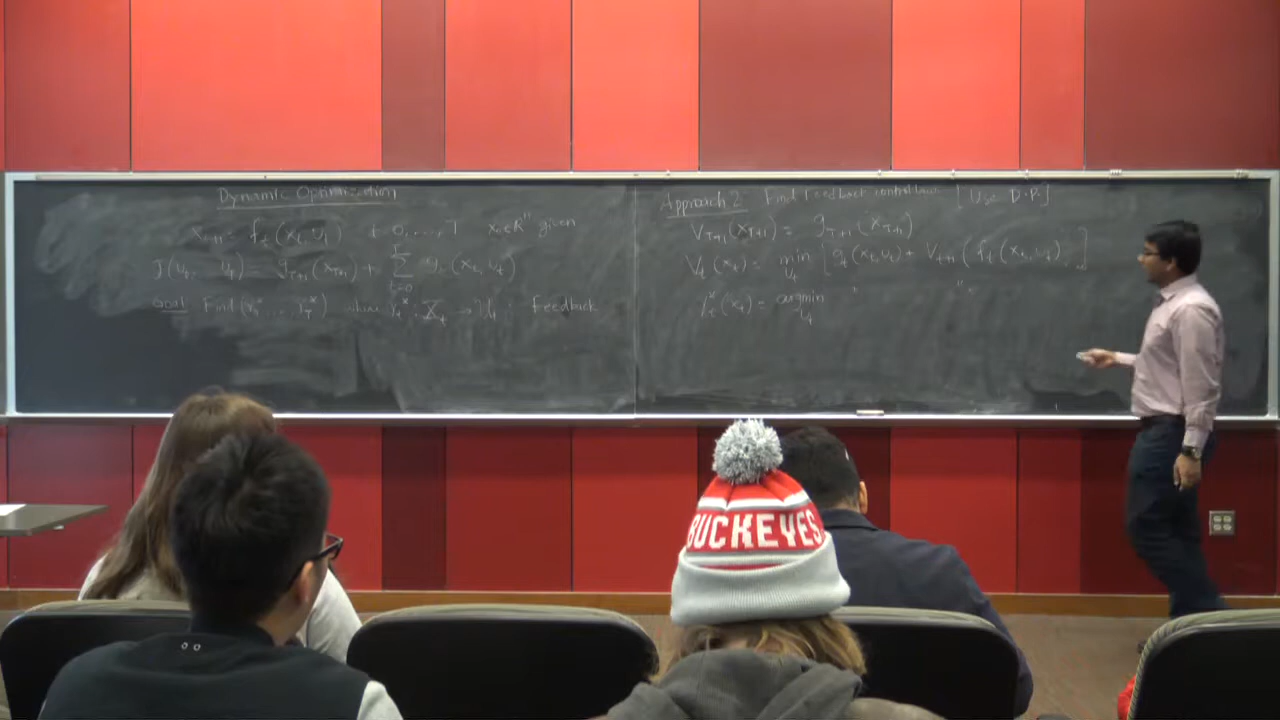 Dynamic Optimization
x_{t+1} = f_t(x_t, u_t) t 0, ..., T x_0 ∈ ℝⁿ given
J(u_t, u_t) = g_{T+1}(x_{T+1}) + Σ_{t=0}^{T} g_t(x_t, u_t)
Goal Find (γ_0^*, ..., γ_T^*) where γ_t^*: X_t → U_t. Feedback
Approach 2 Find Feedback control law [Use D.P.]
V_{T+1}(x_{T+1}) = g_{T+1}(x_{T+1})
V_t(x_t) = min_{u_t} [g_t(x_t, u_t) + V_{t+1}(f_t(x_t, u_t))]
γ_t^*(x_t) = argmin_{u_t} " "
BUCKEYES